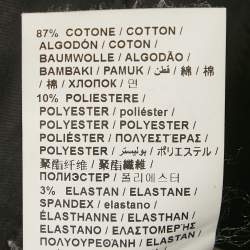 87% COTONE / COTTON /
ALGODÓN / COTON /
BAUMWOLLE / ALGODÃO /
BAMBAKI / PAMUK / قطن / 綿 / 棉
/ 棉 / ХЛОПОК / 면
10% POLIESTERE /
POLYESTER / poliéster /
POLYESTER / POLYESTER /
POLIÉSTER / ΠΟΛΥΕΣΤΕΡΑΣ /
POLYESTER / بوليستر / ポリエステル /
聚酯纤维 / 聚酯纖維 /
ПОЛИЭСТЕР / 폴리에스터
3% ELASTAN / ELASTANE /
SPANDEX / elastano /
ÉLASTHANNE / ELASTHAN /
ELASTANO / ΕΛΑΣΤΟΜΕΡΗΣ
ΠΟΛΥΟΥΡΕΘΑΝΗ / ELASTAN /